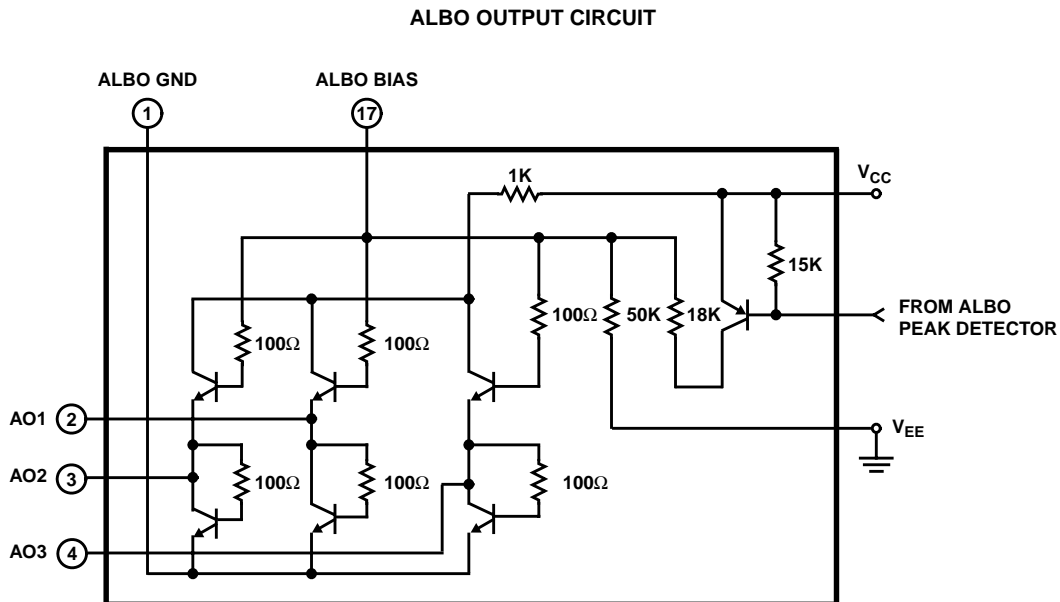 ALBO OUTPUT CIRCUIT
ALBO GND
ALBO BIAS
1
17
1K
VCC
15K
100Ω
100Ω
100Ω
50K
18K
FROM ALBO
PEAK DETECTOR
AO1
2
VEE
AO2
3
100Ω
100Ω
100Ω
AO3
4